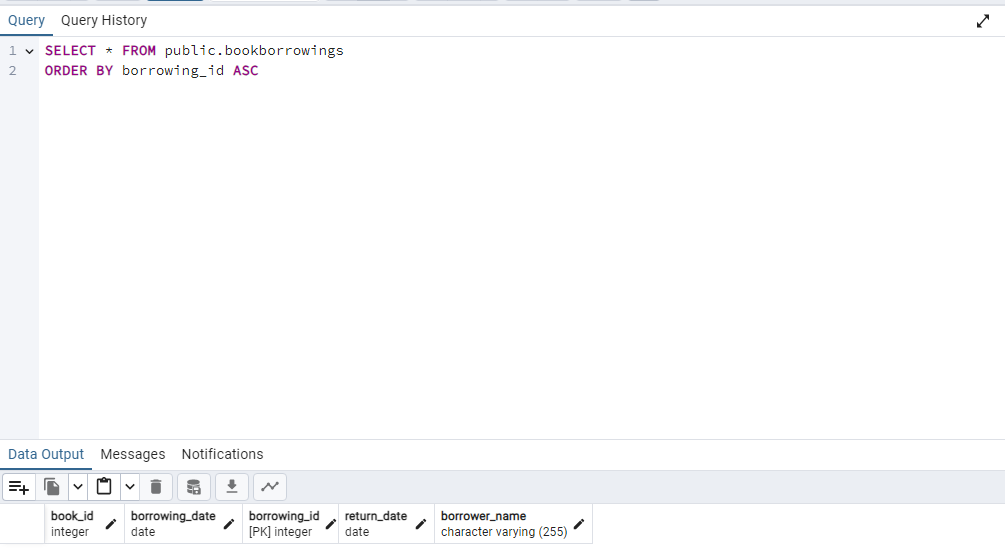 Query Query History
1 SELECT * FROM public.bookborrowings
2 ORDER BY borrowing_id ASC
Data Output Messages Notifications
book_id borrowing_date borrowing_id return_date borrower_name
integer date [PK] integer date character varying (255)